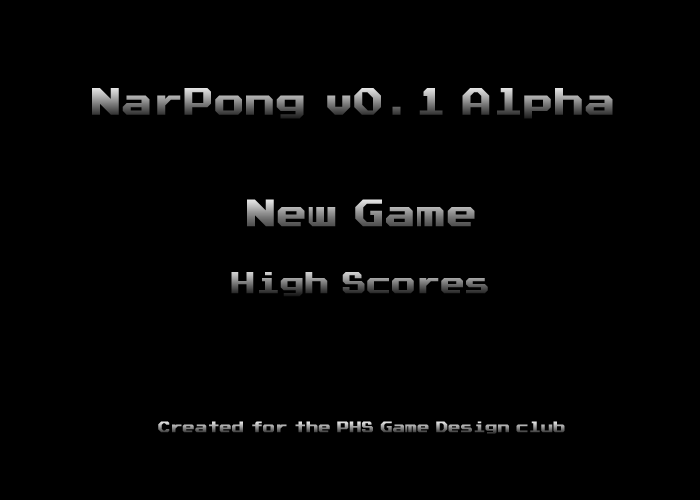 NarPong v0.1 Alpha
New Game
High Scores
Created for the PHS Game Design club